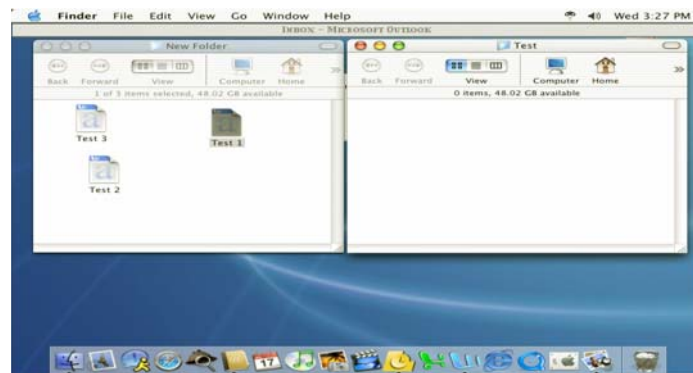 Finder File Edit View Go Window Help Wed 3:27 PM
INBOX – MICROSOFT OUTLOOK
New Folder
Back Forward View Computer Home
1 of 3 items selected, 48.02 GB available
Test 3
Test 1
Test 2
Test
Back Forward View Computer Home
0 items, 48.02 GB available
17